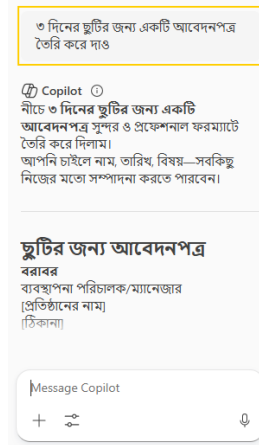 ৩ দিনের ছুটির জন্য একটি আবেদনপত্র
তৈরি করে দাও
Copilot
নীচে ৩ দিনের ছুটির জন্য একটি
আবেদনপত্র সুন্দর ও প্রফেশনাল ফরম্যাটে
তৈরি করে দিলাম।
আপনি চাইলে নাম, তারিখ, বিষয়—সবকিছু
নিজের মতো সম্পাদনা করতে পারবেন।
ছুটির জন্য আবেদনপত্র
বরাবর
ব্যবস্থাপনা পরিচালক/ম্যানেজার
[প্রতিষ্ঠানের নাম]
[ঠিকানা]
Message Copilot